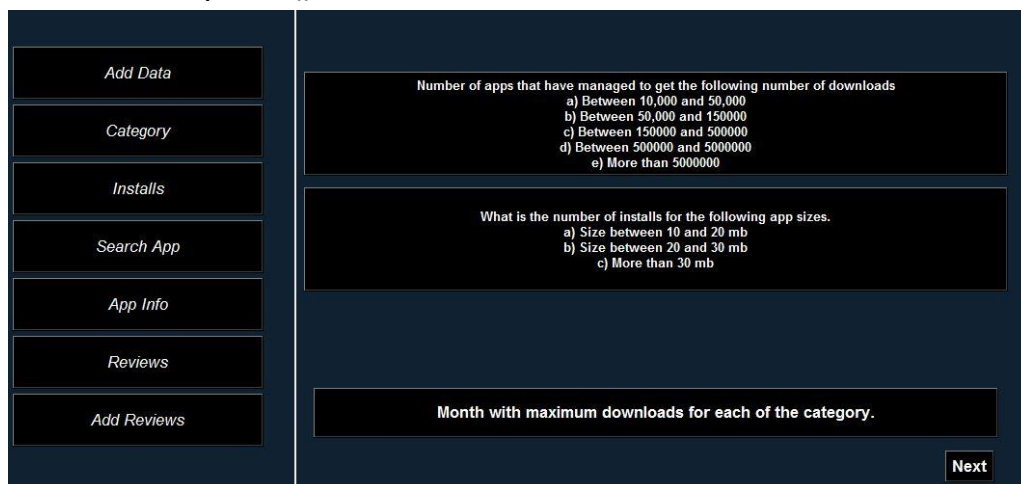 Add Data
Category
Installs
Search App
App Info
Reviews
Add Reviews
Number of apps that have managed to get the following number of downloads
a) Between 10,000 and 50,000
b) Between 50,000 and 150000
c) Between 150000 and 500000
d) Between 500000 and 5000000
e) More than 5000000
What is the number of installs for the following app sizes.
a) Size between 10 and 20 mb
b) Size between 20 and 30 mb
c) More than 30 mb
Month with maximum downloads for each of the category.
Next